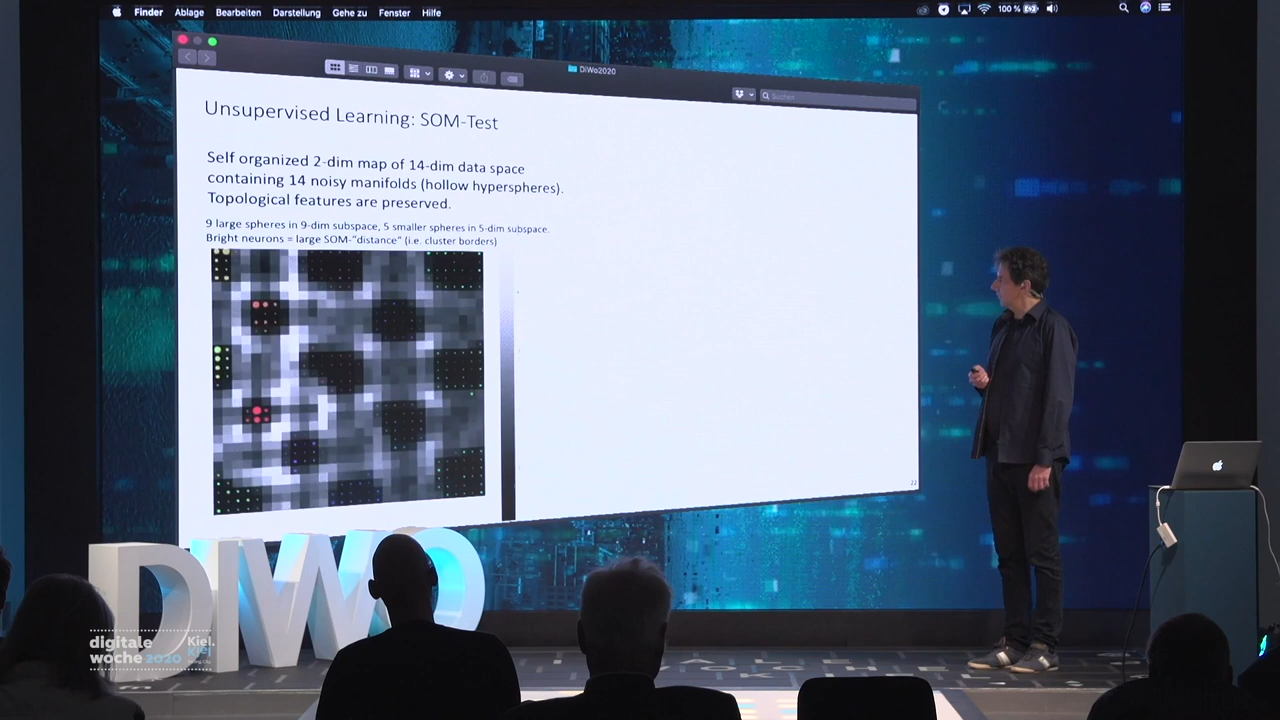 Finder Ablage Bearbeiten Darstellung Gehe zu Fenster Hilfe
100 %
DiWo2020
Suchen
Unsupervised Learning: SOM-Test
Self organized 2-dim map of 14-dim data space
containing 14 noisy manifolds (hollow hyperspheres).
Topological features are preserved.
9 large spheres in 9-dim subspace, 5 smaller spheres in 5-dim subspace.
Bright neurons = large SOM-"distance" (i.e. cluster borders)
22
DiWO
digitale
woche 2020
Kiel.